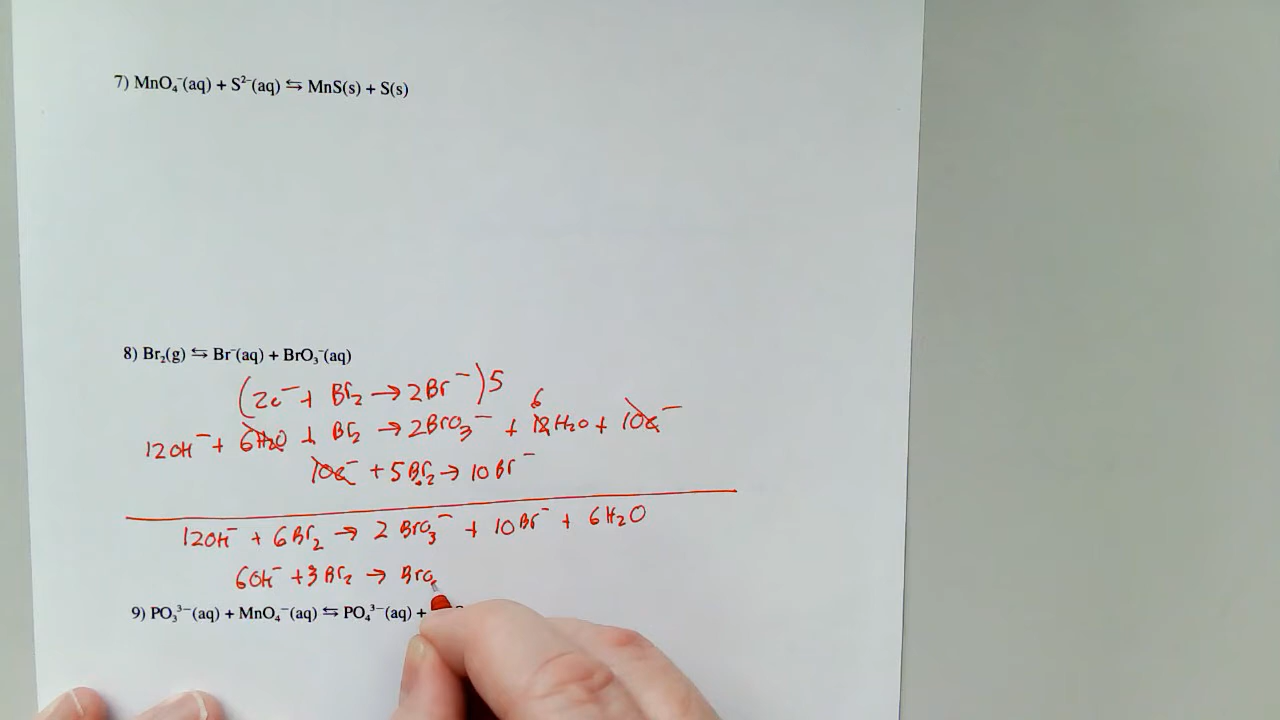 7) MnO₄⁻(aq) + S²⁻(aq) ⇆ MnS(s) + S(s)
8) Br₂(g) ⇆ Br⁻(aq) + BrO₃⁻(aq)
(2e⁻ + Br₂ → 2Br⁻)5
6
12OH⁻ + 6H₂O + Br₂ → 2BrO₃⁻ + 12H₂O + 10e⁻
10e⁻ + 5Br₂ → 10Br⁻
12OH⁻ + 6Br₂ → 2BrO₃⁻ + 10Br⁻ + 6H₂O
6OH⁻ + 3Br₂ → BrO
9) PO₃³⁻(aq) + MnO₄⁻(aq) ⇆ PO₄³⁻(aq) +